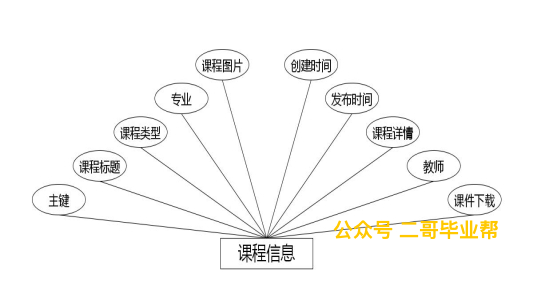 课程图片 创建时间
专业 发布时间
课程类型 课程详情
课程标题 教师
主键 课件下载
公众号 二哥毕业帮
课程信息